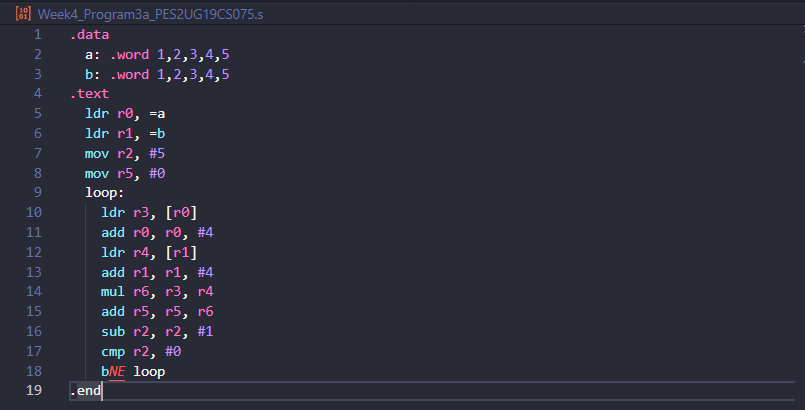 Week4_Program3a_PES2UG19CS075.s
1 .data
2 a: .word 1,2,3,4,5
3 b: .word 1,2,3,4,5
4 .text
5 ldr r0, =a
6 ldr r1, =b
7 mov r2, #5
8 mov r5, #0
9 loop:
10 ldr r3, [r0]
11 add r0, r0, #4
12 ldr r4, [r1]
13 add r1, r1, #4
14 mul r6, r3, r4
15 add r5, r5, r6
16 sub r2, r2, #1
17 cmp r2, #0
18 bNE loop
19 .end